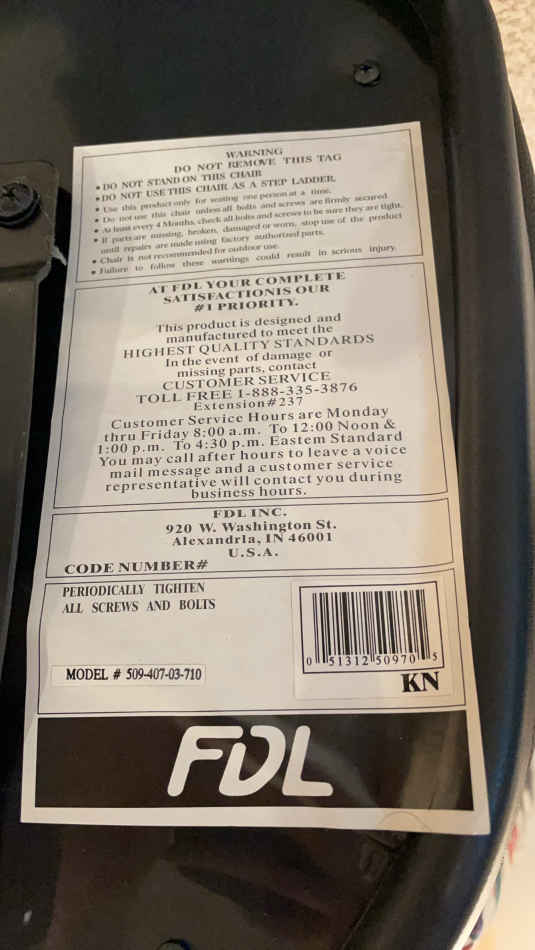 WARNING
DO NOT REMOVE THIS TAG
• DO NOT STAND ON THIS CHAIR
• DO NOT USE THIS CHAIR AS A STEP LADDER.
• Use this product only for seating one person at a time.
• Do not use this chair unless all bolts and screws are firmly secured
• At least every 4 Months, check all bolts and screws to be sure they are tight.
• If parts are missing, broken, damaged or worn, stop use of the product
until repairs are made using factory authorized parts.
• Chair is not recommended for outdoor use.
• Failure to follow these warnings could result in serious injury.
AT FDL YOUR COMPLETE
SATISFACTIONIS OUR
#1 PRIORITY.
This product is designed and
manufactured to meet the
HIGHEST QUALITY STANDARDS
In the event of damage or
missing parts, contact
CUSTOMER SERVICE
TOLL FREE 1-888-335-3876
Extension#237
Customer Service Hours are Monday
thru Friday 8:00 a.m. To 12:00 Noon &
1:00 p.m. To 4:30 p.m. Eastem Standard
You may call after hours to leave a voice
mail message and a customer service
representative will contact you during
business hours.
FDL INC.
920 W. Washington St.
Alexandrla, IN 46001
U.S.A.
CODE NUMBER#
PERIODICALLY TIGHTEN
ALL SCREWS AND BOLTS
0 51312 50970 5
KN
MODEL # 509-407-03-710
FDL